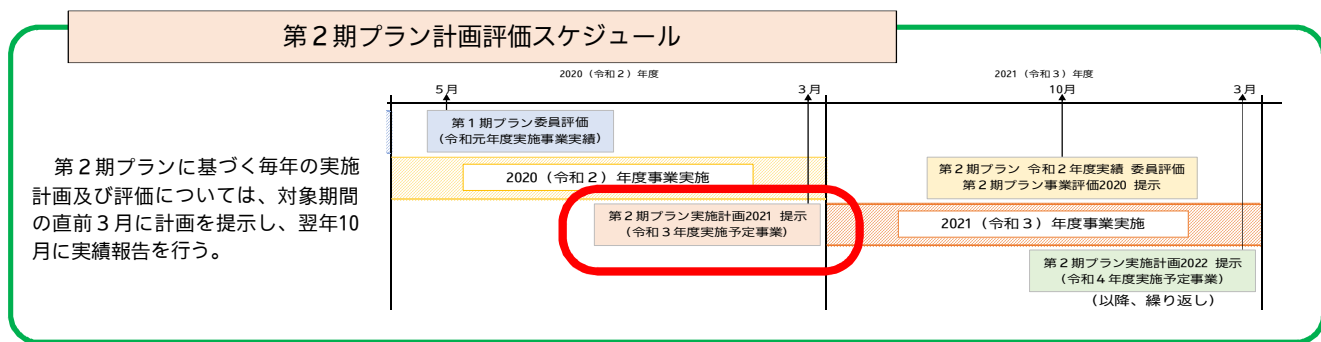 第２期プラン計画評価スケジュール
2020（令和２）年度
2021（令和３）年度
５月
３月
10月
３月
第１期プラン委員評価
（令和元年度実施事業実績）
第２期プランに基づく毎年の実施
計画及び評価については、対象期間
の直前３月に計画を提示し、翌年10
月に実績報告を行う。
2020（令和２）年度事業実施
第２期プラン 令和２年度実績 委員評価
第２期プラン事業評価2020 提示
第２期プラン実施計画2021 提示
（令和３年度実施予定事業）
2021（令和３）年度事業実施
第２期プラン実施計画2022 提示
（令和４年度実施予定事業）
（以降、繰り返し）